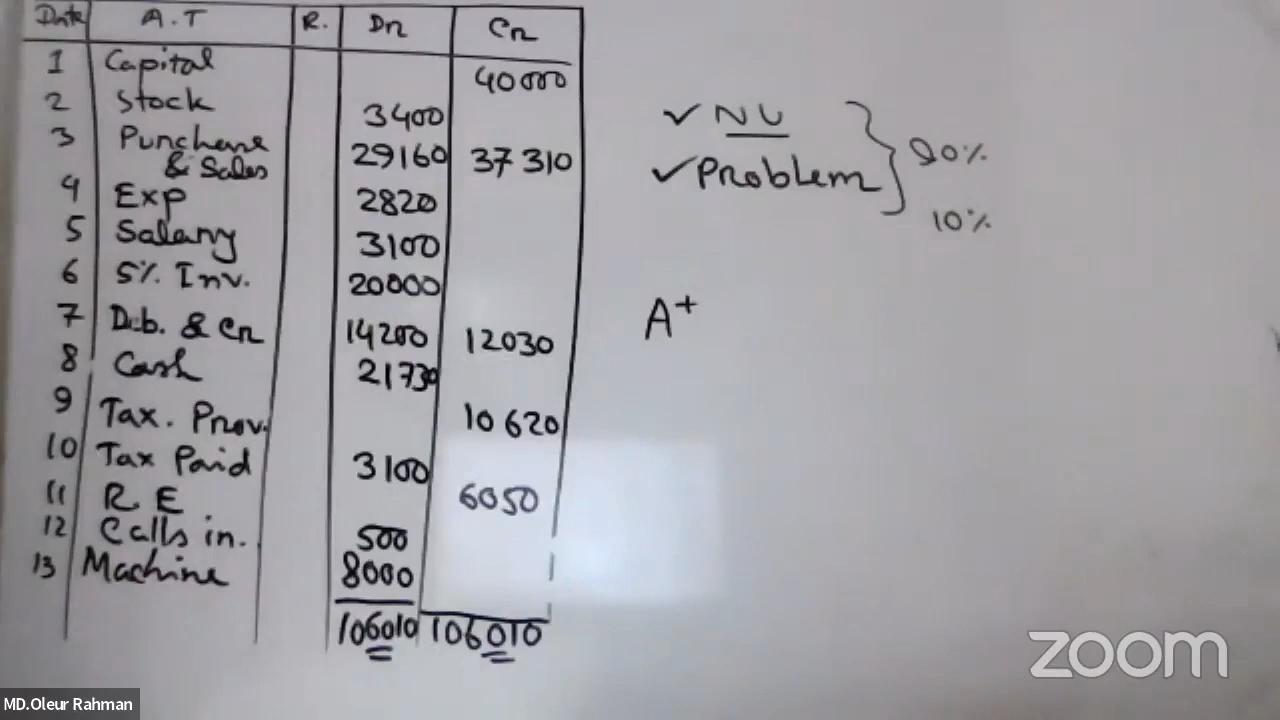 Date A.T R. Dr Cr
1 Capital 40000
2 Stock 3400
3 Purchase
& Sales 29160 37310
4 Exp 2820
5 Salary 3100
6 5% Inv. 20000
7 Deb. & Cr 14200 12030
8 Cash 21730
9 Tax. Prov. 10620
10 Tax Paid 3100
11 R.E 6050
12 Calls in. 500
13 Machine 8000
106010 106010
✓ NU
✓ Problem
90%
10%
A+
zoom
MD.Oleur Rahman